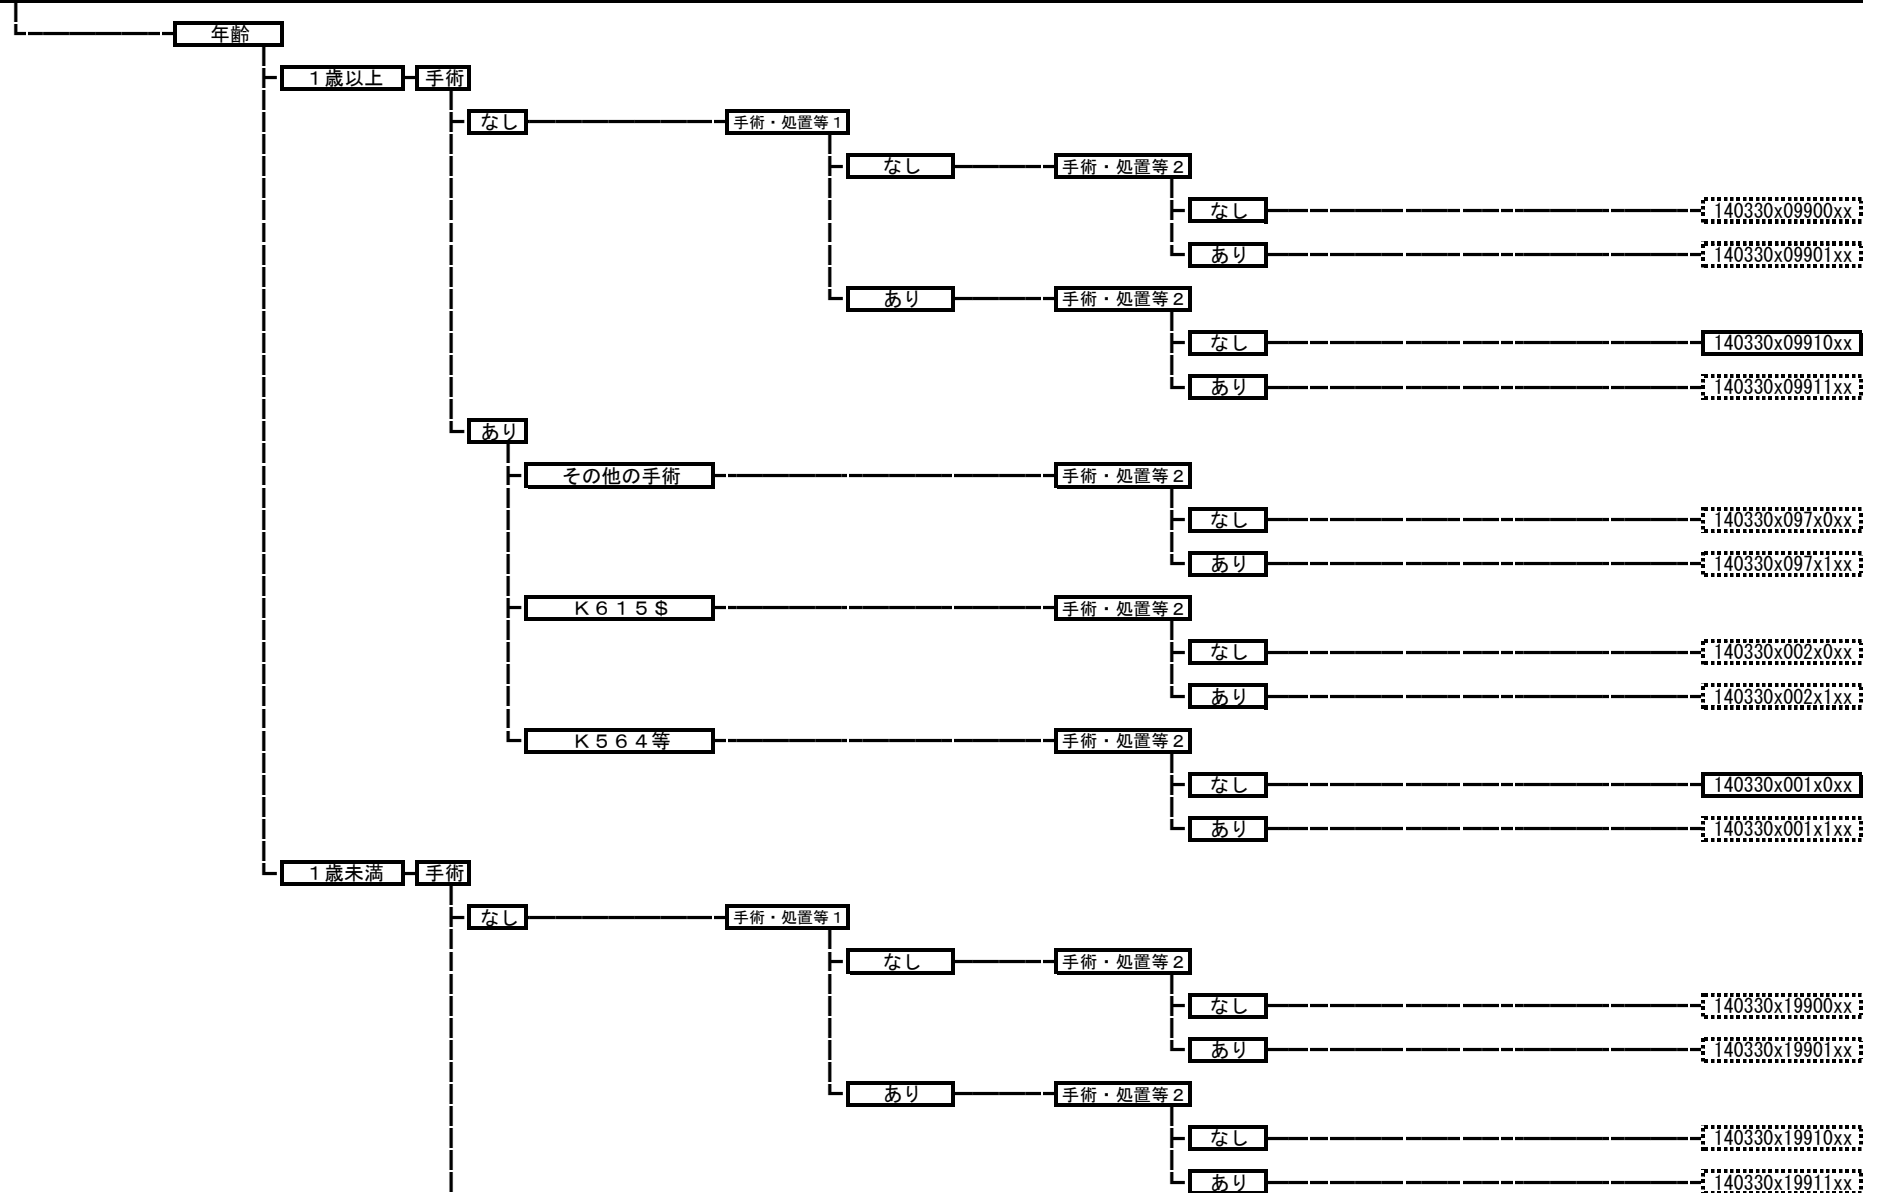 年齢
１歳以上 手術
なし 手術・処置等１
なし 手術・処置等２
なし 140330x09900xx
あり 140330x09901xx
あり 手術・処置等２
なし 140330x09910xx
あり 140330x09911xx
あり
その他の手術 手術・処置等２
なし 140330x097x0xx
あり 140330x097x1xx
Ｋ６１５＄ 手術・処置等２
なし 140330x002x0xx
あり 140330x002x1xx
Ｋ５６４等 手術・処置等２
なし 140330x001x0xx
あり 140330x001x1xx
１歳未満 手術
なし 手術・処置等１
なし 手術・処置等２
なし 140330x19900xx
あり 140330x19901xx
あり 手術・処置等２
なし 140330x19910xx
あり 140330x19911xx